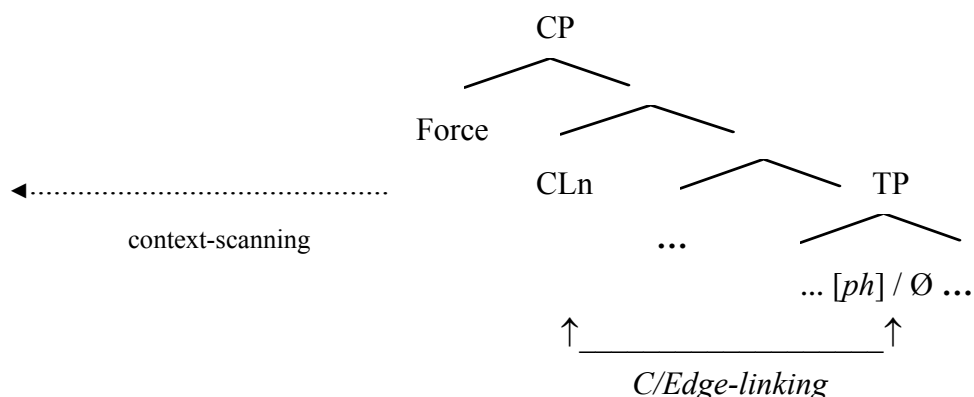 CP
Force
CLn TP
context-scanning
...
... [ph] / Ø ...
C/Edge-linking